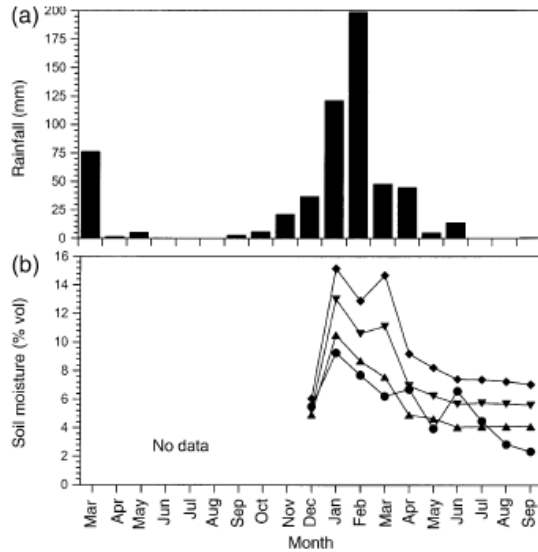 (a)
Rainfall (mm)
200
175
150
125
100
75
50
25
0
(b)
Soil moisture (% vol)
16
14
12
10
8
6
4
2
0
No data
Mar Apr May Jun Jul Aug Sep Oct Nov Dec Jan Feb Mar Apr May Jun Jul Aug Sep
Month